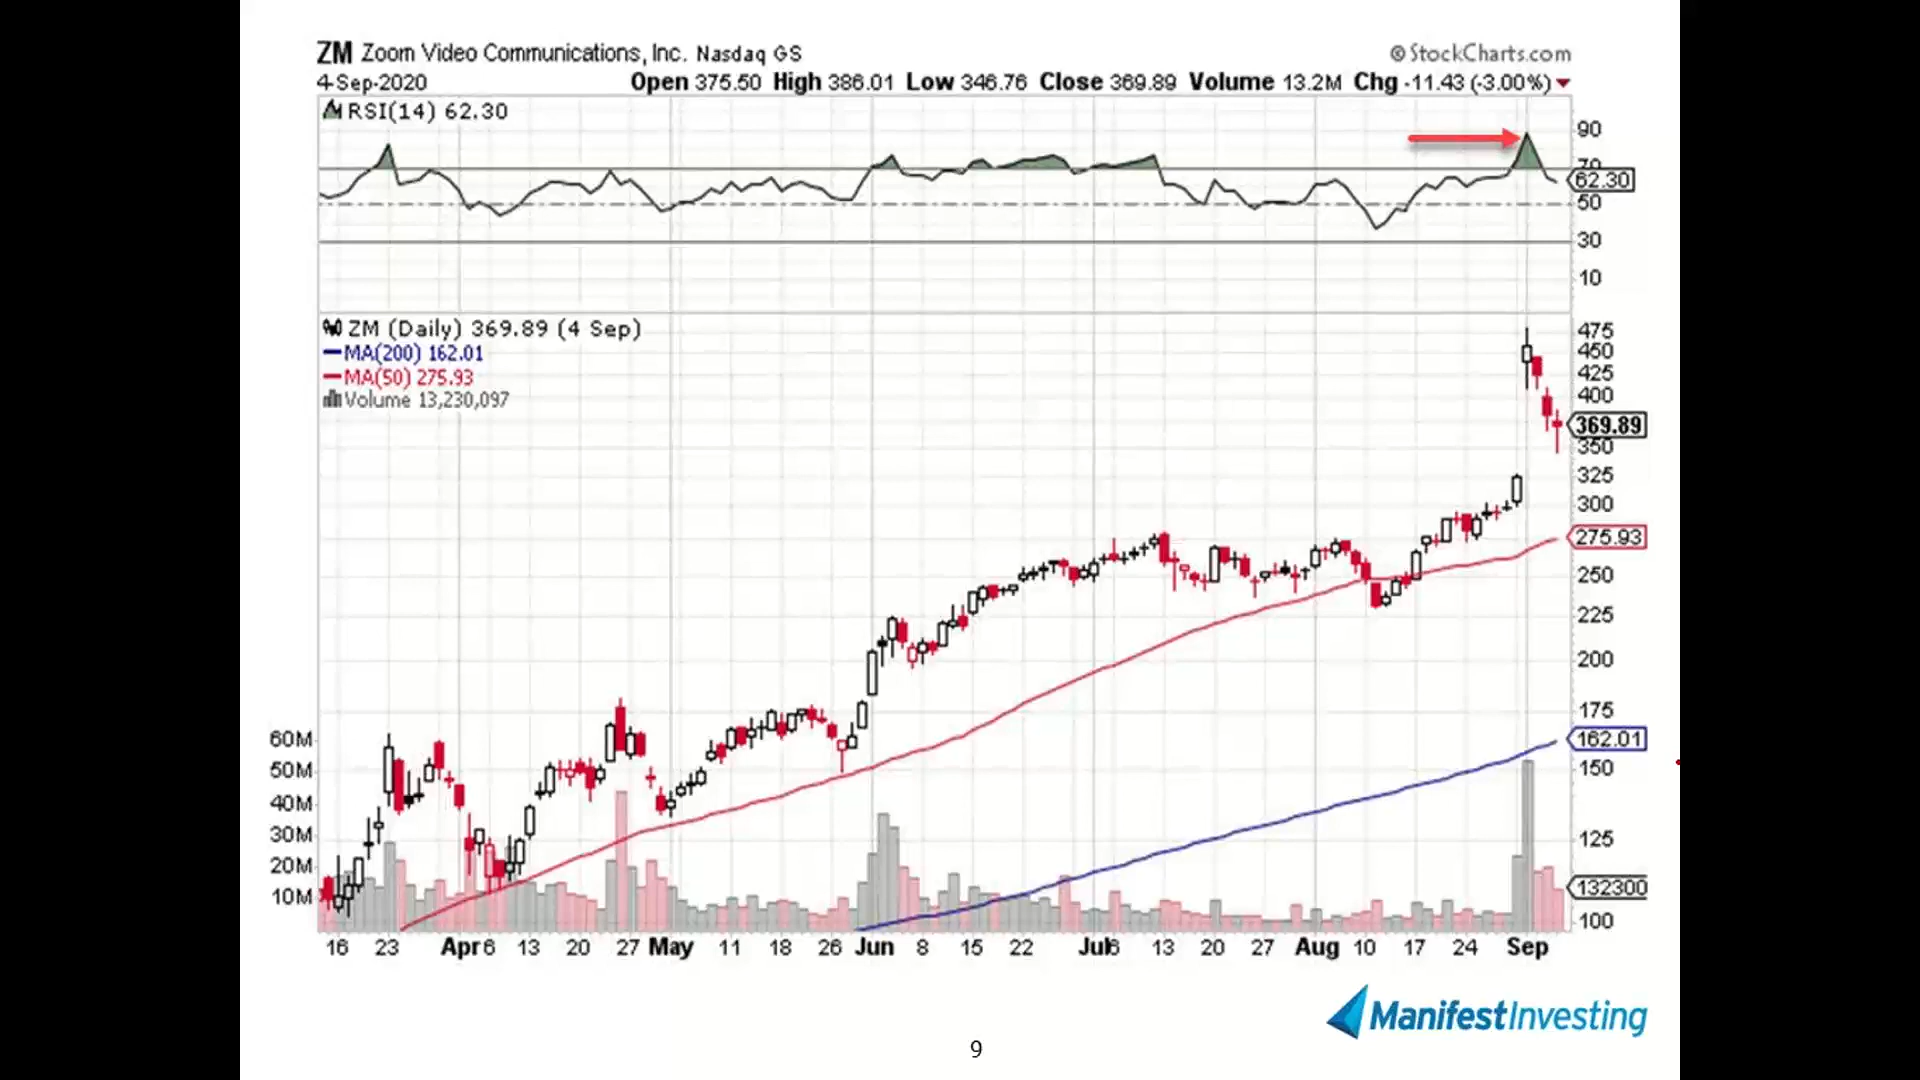 ZM Zoom Video Communications, Inc. Nasdaq GS
© StockCharts.com
4-Sep-2020
Open 375.50 High 386.01 Low 346.76 Close 369.89 Volume 13.2M Chg -11.43 (-3.00%)
RSI(14) 62.30
90
70
62.30
50
30
10
ZM (Daily) 369.89 (4 Sep)
MA(200) 162.01
MA(50) 275.93
Volume 13,230,097
475
450
425
400
369.89
350
325
300
275.93
250
225
200
175
162.01
150
125
132300
100
60M
50M
40M
30M
20M
10M
16 23 Apr 6 13 20 27 May 11 18 26 Jun 8 15 22 Jul 6 13 20 27 Aug 10 17 24 Sep
ManifestInvesting
9